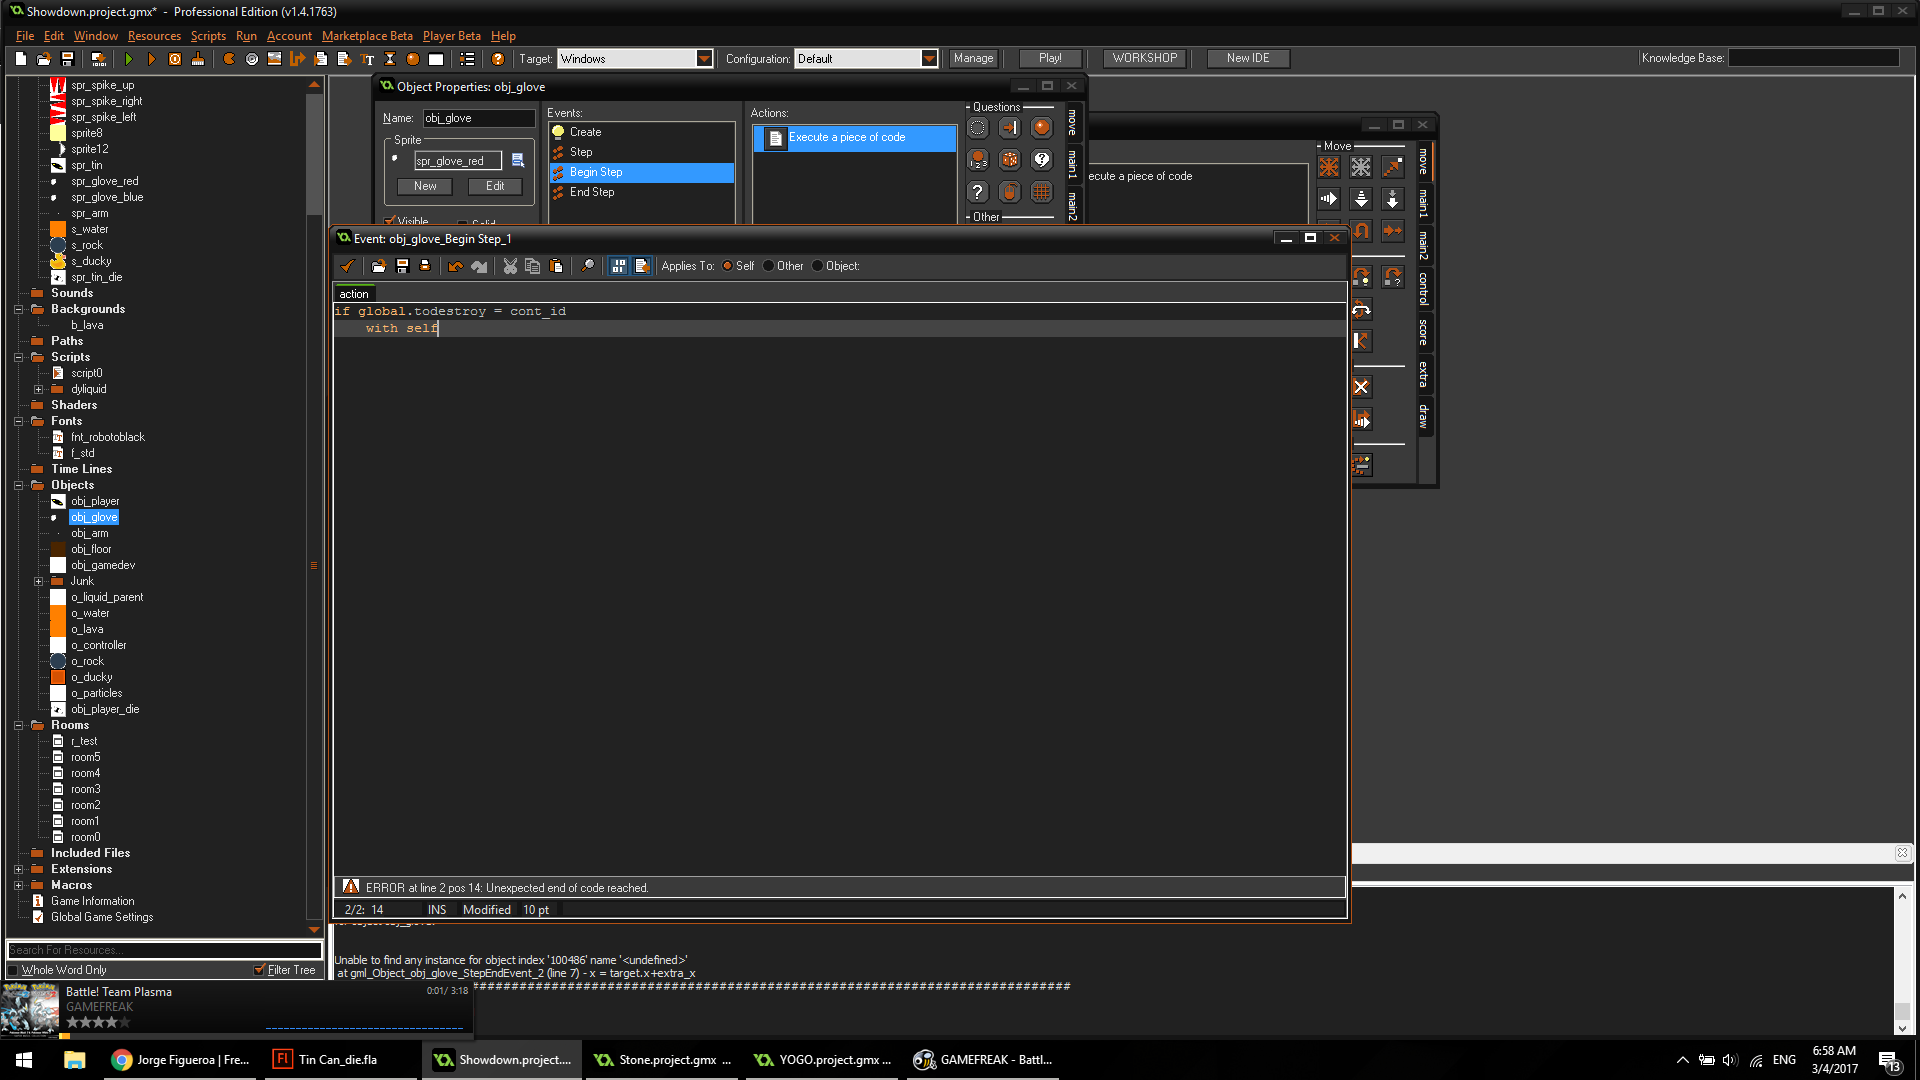 Showdown.project.gmx* - Professional Edition (v1.4.1763)
File Edit Window Resources Scripts Run Account Marketplace Beta Player Beta Help
Target: Windows Configuration: Default Manage Play! WORKSHOP New IDE Knowledge Base:
spr_spike_up
spr_spike_right
spr_spike_left
sprite8
sprite12
spr_tin
spr_glove_red
spr_glove_blue
spr_arm
s_water
s_rock
s_ducky
spr_tin_die
Sounds
Backgrounds
b_lava
Paths
Scripts
script0
dyliquid
Shaders
Fonts
fnt_robotoblack
f_std
Time Lines
Objects
obj_player
obj_glove
obj_arm
obj_floor
obj_gamedev
Junk
o_liquid_parent
o_water
o_lava
o_controller
o_rock
o_ducky
o_particles
obj_player_die
Rooms
r_test
room5
room4
room3
room2
room1
room0
Included Files
Extensions
Macros
Game Information
Global Game Settings
Search For Resources...
Whole Word Only Filter Tree
Object Properties: obj_glove
Name: obj_glove
Sprite
spr_glove_red
New Edit
Visible Solid
Events:
Create
Step
Begin Step
End Step
Actions:
Execute a piece of code
Questions
Other
move
main1
main2
ecute a piece of code
Move
move
main1
main2
control
score
extra
draw
Event: obj_glove_Begin Step_1
Applies To: Self Other Object:
action
if global.todestroy = cont_id
with self
ERROR at line 2 pos 14: Unexpected end of code reached.
2/2: 14 INS Modified 10 pt
Unable to find any instance for object index '100486' name '<undefined>'
at gml_Object_obj_glove_StepEndEvent_2 (line 7) - x = target.x+extra_x
Battle! Team Plasma 0:01/ 3:18
GAMEFREAK
Jorge Figueroa | Fre...
Tin Can_die.fla
Showdown.project....
Stone.project.gmx ...
YOGO.project.gmx ...
GAMEFREAK - Battl...
ENG
6:58 AM
3/4/2017
13